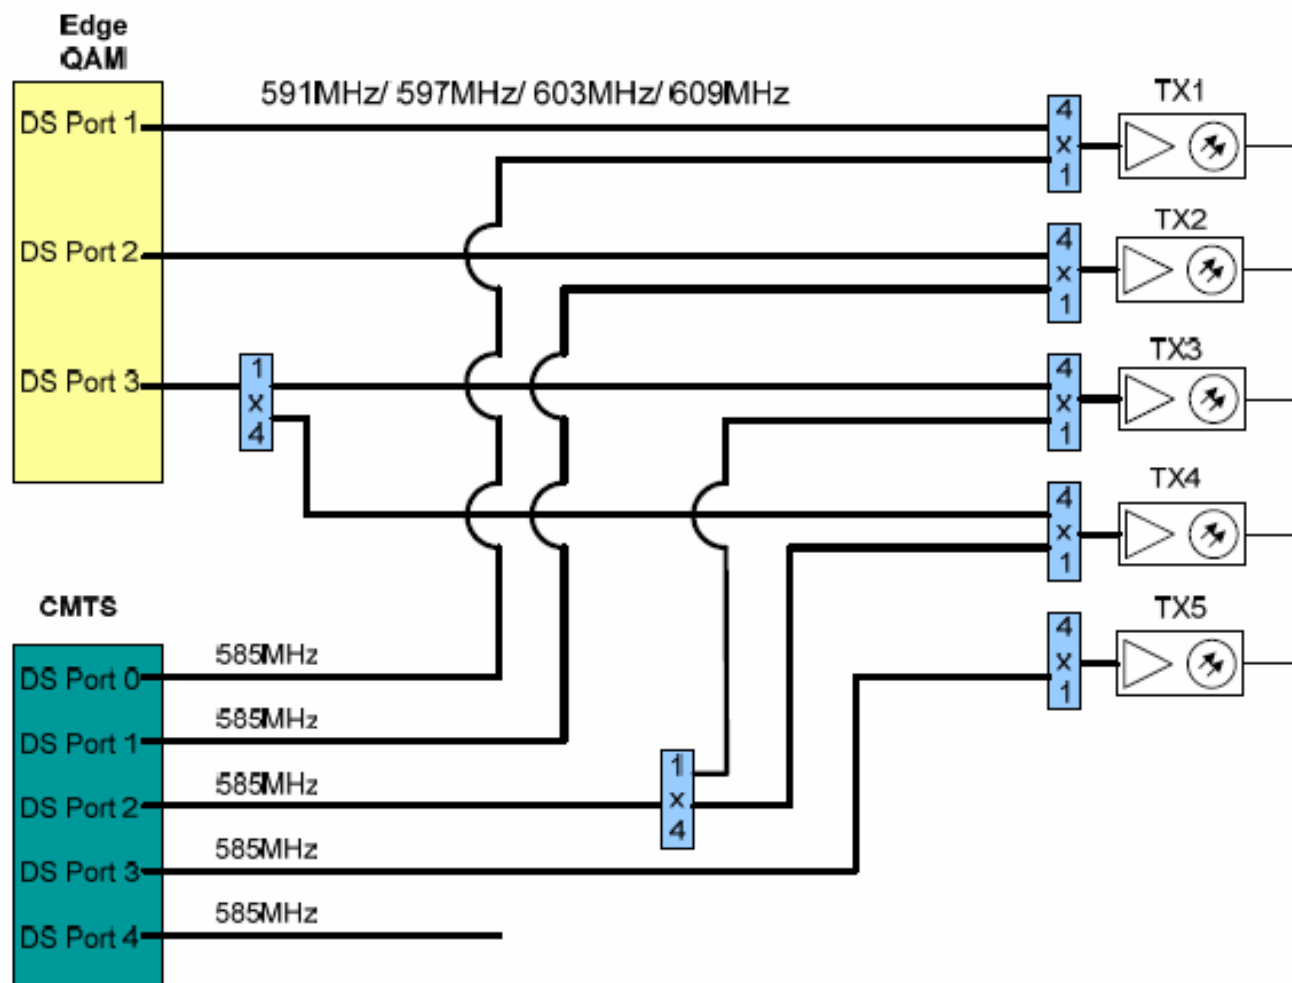 Edge
QAM
591MHz/ 597MHz/ 603MHz/ 609MHz
TX1
DS Port 1
4
x
1
TX2
DS Port 2
4
x
1
TX3
DS Port 3
1
x
4
4
x
1
TX4
4
x
1
CMTS
TX5
585MHz
DS Port 0
4
x
1
585MHz
DS Port 1
585MHz
DS Port 2
1
x
4
585MHz
DS Port 3
585MHz
DS Port 4